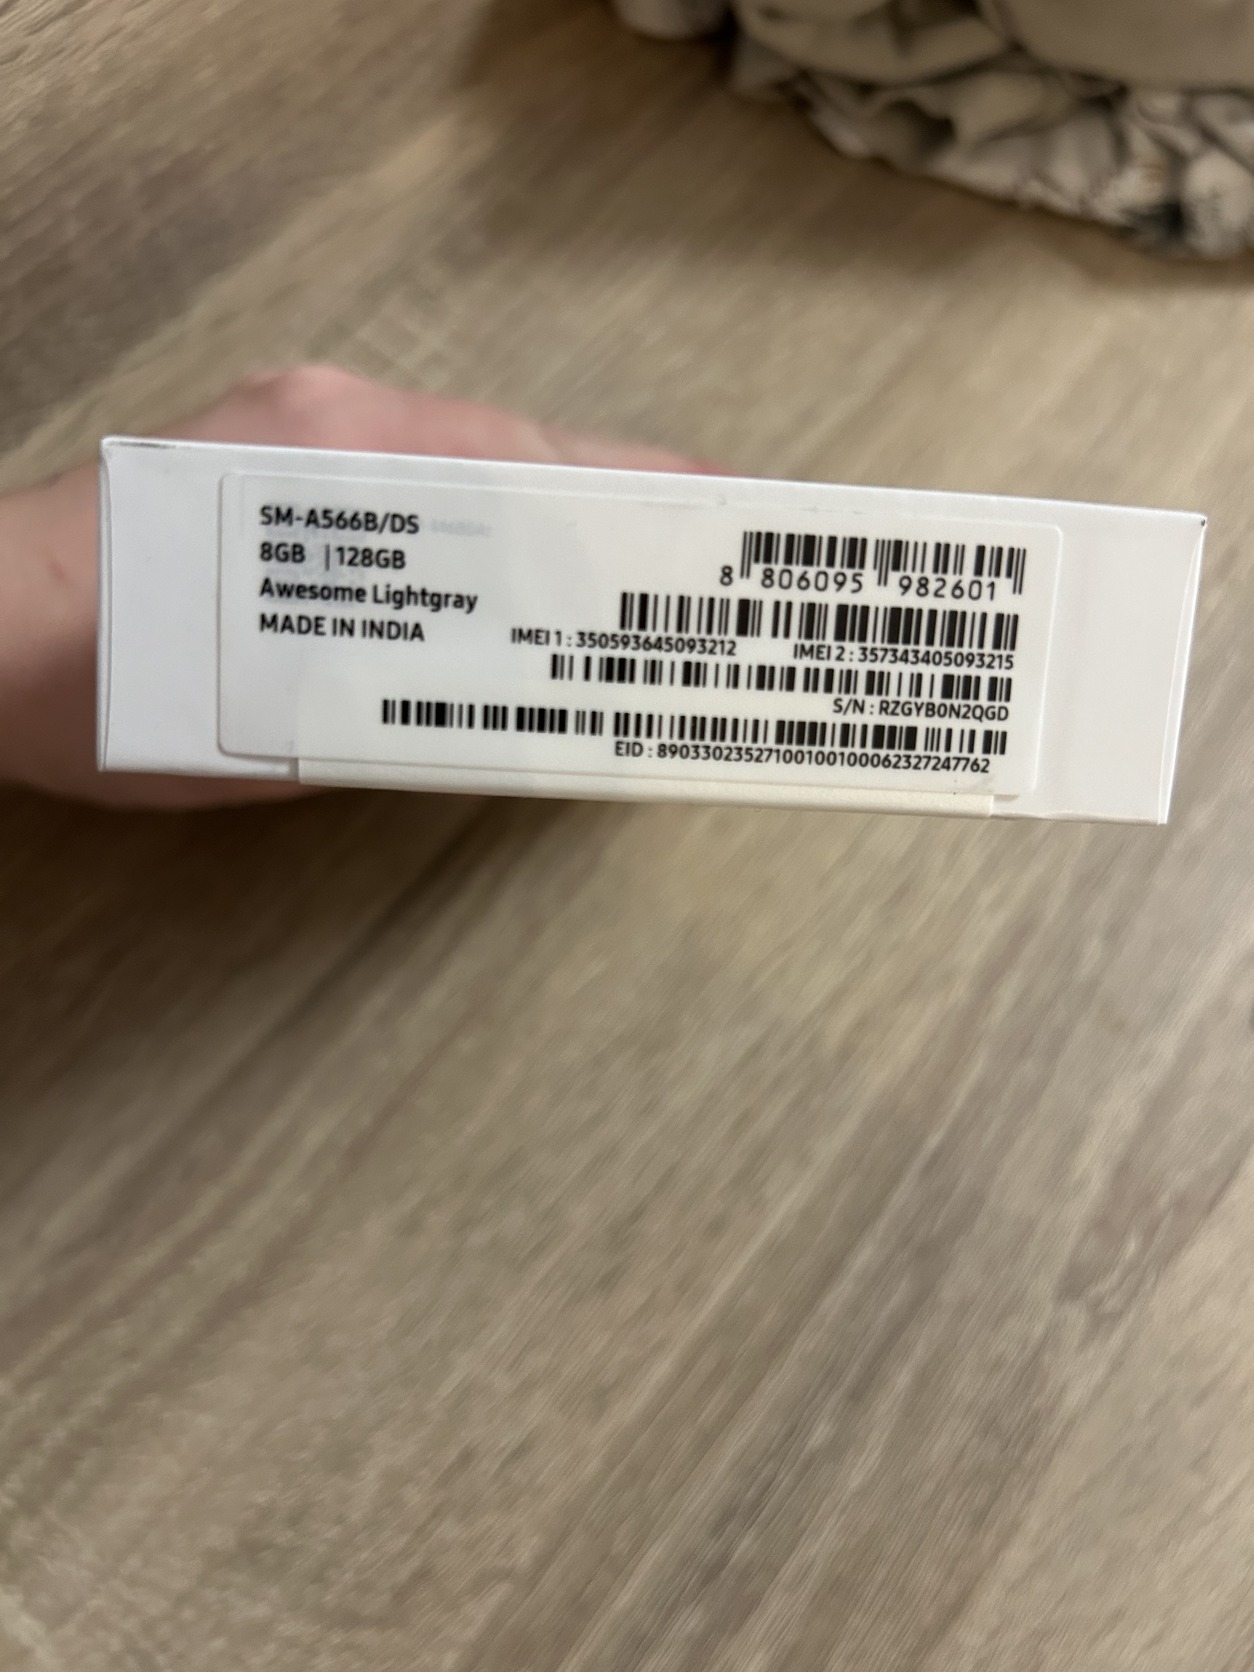 SM-A566B/DS
8GB | 128GB
Awesome Lightgray
MADE IN INDIA
8 806095 982601
IMEI 1 : 350593645093212
IMEI 2 : 357343405093215
S/N : RZGYB0N2QGD
EID : 89033023527100100100062327247762